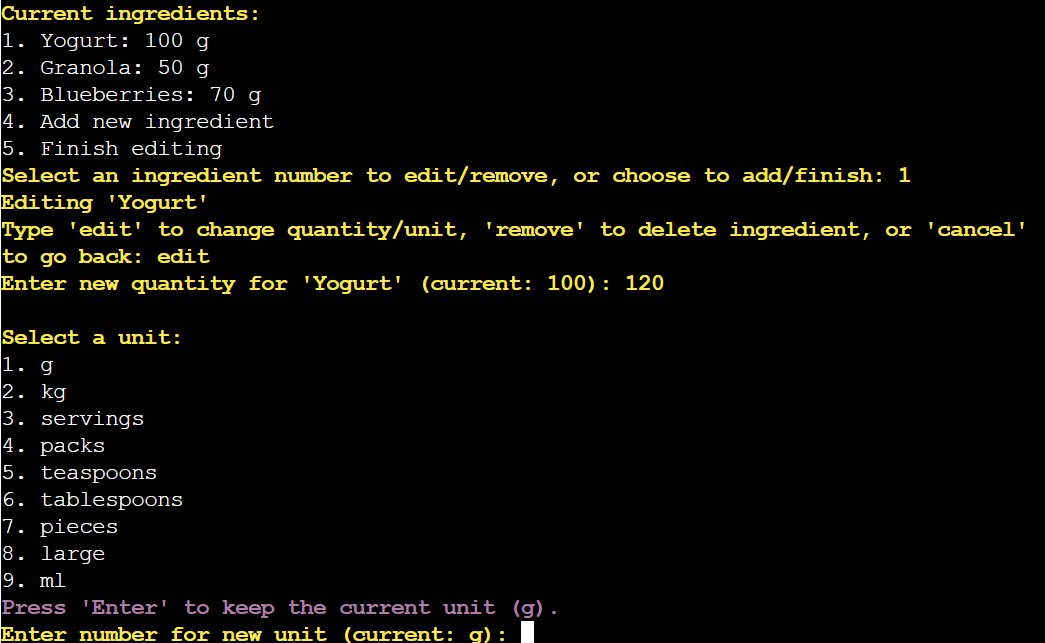 Current ingredients:
1. Yogurt: 100 g
2. Granola: 50 g
3. Blueberries: 70 g
4. Add new ingredient
5. Finish editing
Select an ingredient number to edit/remove, or choose to add/finish: 1
Editing 'Yogurt'
Type 'edit' to change quantity/unit, 'remove' to delete ingredient, or 'cancel'
to go back: edit
Enter new quantity for 'Yogurt' (current: 100): 120
Select a unit:
1. g
2. kg
3. servings
4. packs
5. teaspoons
6. tablespoons
7. pieces
8. large
9. ml
Press 'Enter' to keep the current unit (g).
Enter number for new unit (current: g):